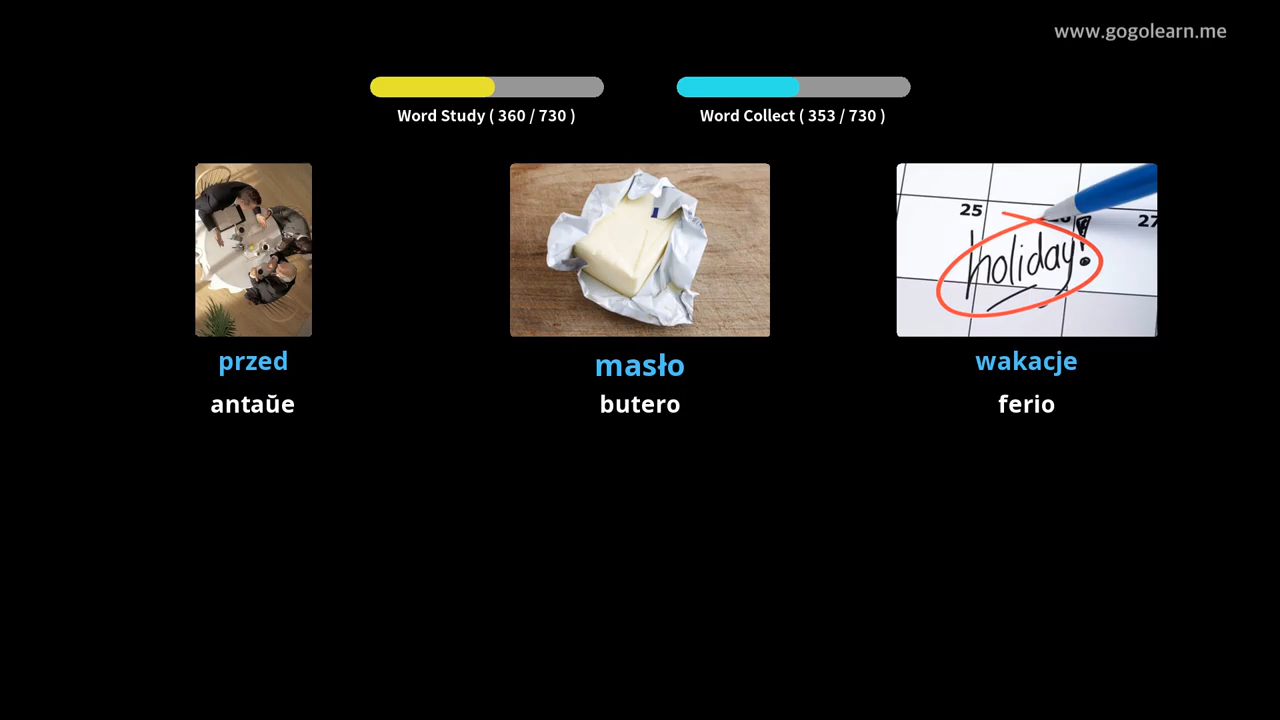 www.gogolearn.me
Word Study ( 360 / 730 )
Word Collect ( 353 / 730 )
25
27
holiday!
przed
masło
wakacje
antaŭe
butero
ferio